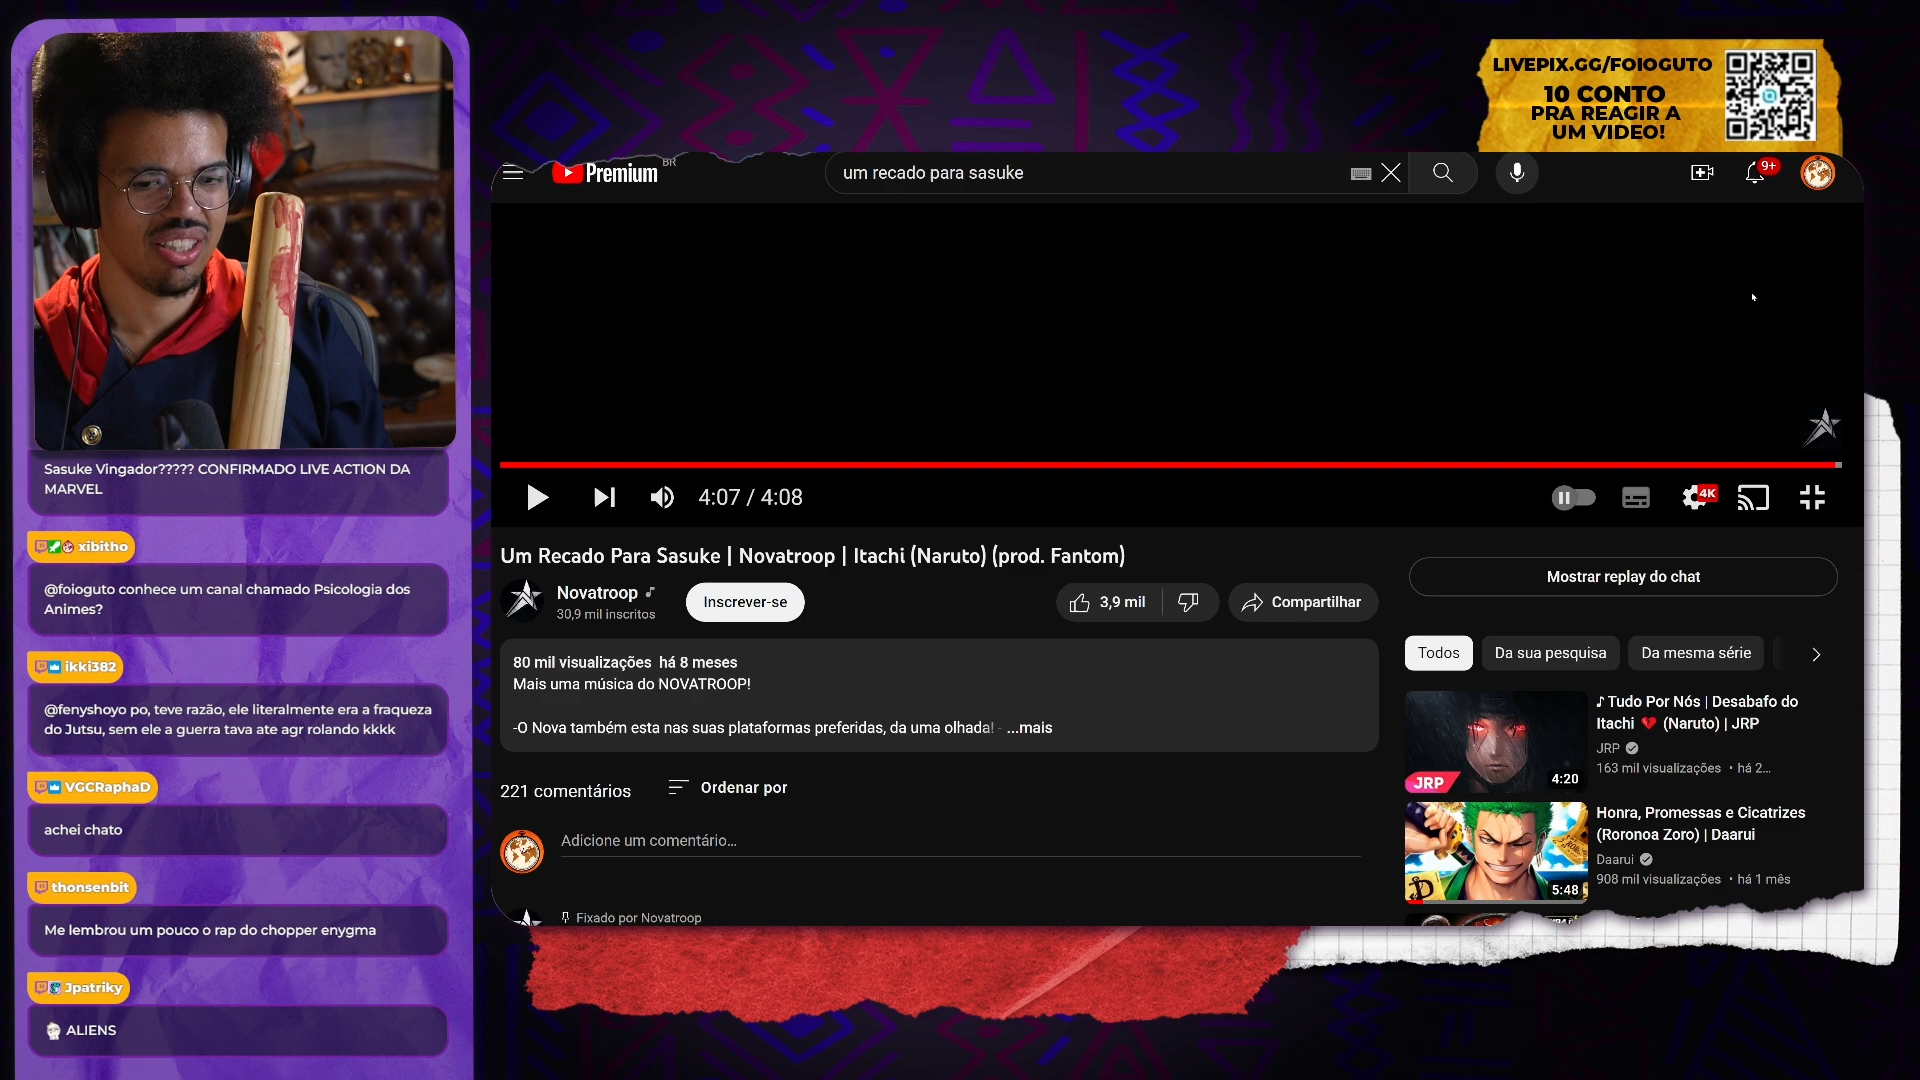 LIVEPIX.GG/FOIOGUTO
10 CONTO
PRA REAGIR A
UM VIDEO!
Premium
BR
um recado para sasuke
9+
4:07 / 4:08
4K
Um Recado Para Sasuke | Novatroop | Itachi (Naruto) (prod. Fantom)
Novatroop
30,9 mil inscritos
Inscrever-se
3,9 mil
Compartilhar
80 mil visualizações há 8 meses
Mais uma música do NOVATROOP!
-O Nova também esta nas suas plataformas preferidas, da uma olhada! - ...mais
221 comentários
Ordenar por
Adicione um comentário...
Fixado por Novatroop
Mostrar replay do chat
Todos
Da sua pesquisa
Da mesma série
JRP
4:20
♪ Tudo Por Nós | Desabafo do
Itachi 💔 (Naruto) | JRP
JRP
163 mil visualizações • há 2...
5:48
Honra, Promessas e Cicatrizes
(Roronoa Zoro) | Daarui
Daarui
908 mil visualizações • há 1 mês
Sasuke Vingador????? CONFIRMADO LIVE ACTION DA
MARVEL
xibitho
@foioguto conhece um canal chamado Psicologia dos
Animes?
ikki382
@fenyshoyo po, teve razão, ele literalmente era a fraqueza
do Jutsu, sem ele a guerra tava ate agr rolando kkkk
VGCRaphaD
achei chato
thonsenbit
Me lembrou um pouco o rap do chopper enygma
Jpatriky
ALIENS